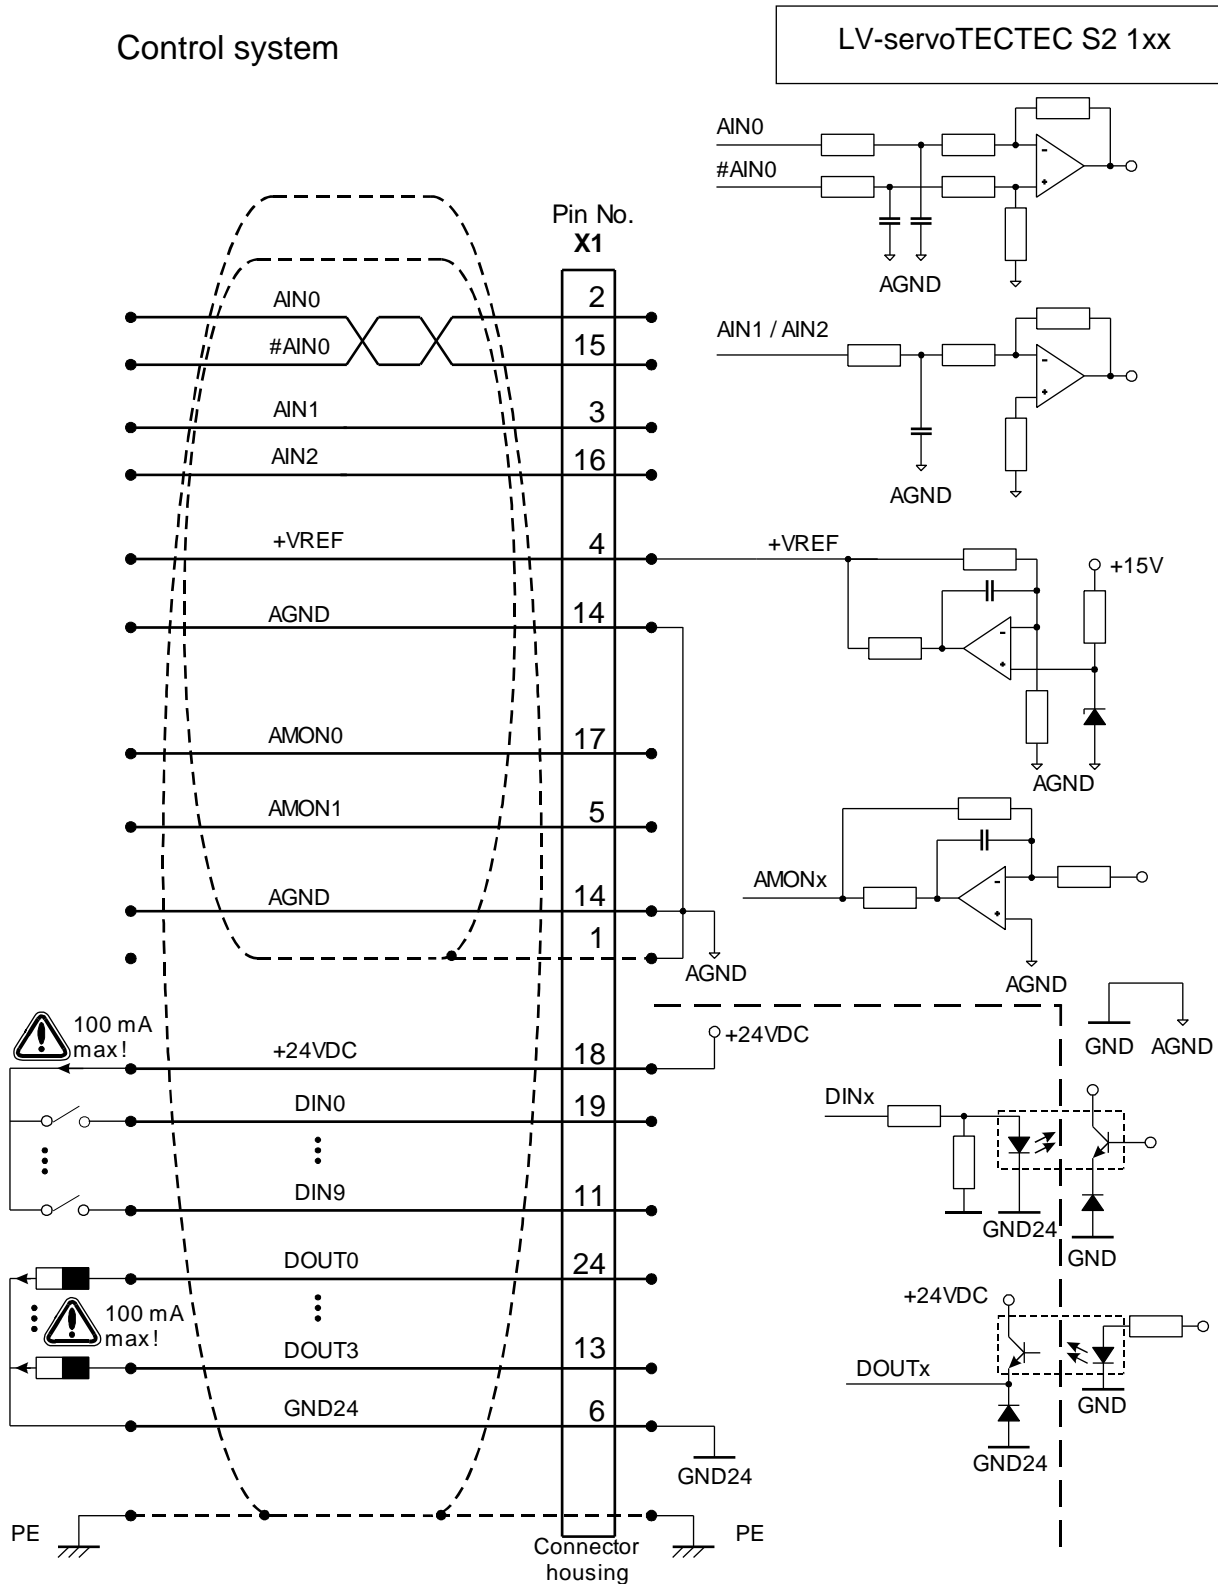 Control system
LV-servoTECTEC S2 1xx
Pin No.
X1
AIN0 2
#AIN0 15
AIN1 3
AIN2 16
+VREF 4
AGND 14
AMON0 17
AMON1 5
AGND 14
1
AGND
100 mA
max!
+24VDC 18
+24VDC
DIN0 19
DIN9 11
DOUT0 24
100 mA
max!
DOUT3 13
GND24 6
GND24
PE
PE
Connector
housing
AIN0
#AIN0
-
+
AGND
AIN1 / AIN2
-
+
AGND
+VREF
+15V
-
+
AGND
AMONx
-
+
AGND
GND AGND
DINx
GND24
GND
+24VDC
DOUTx
GND
GND24